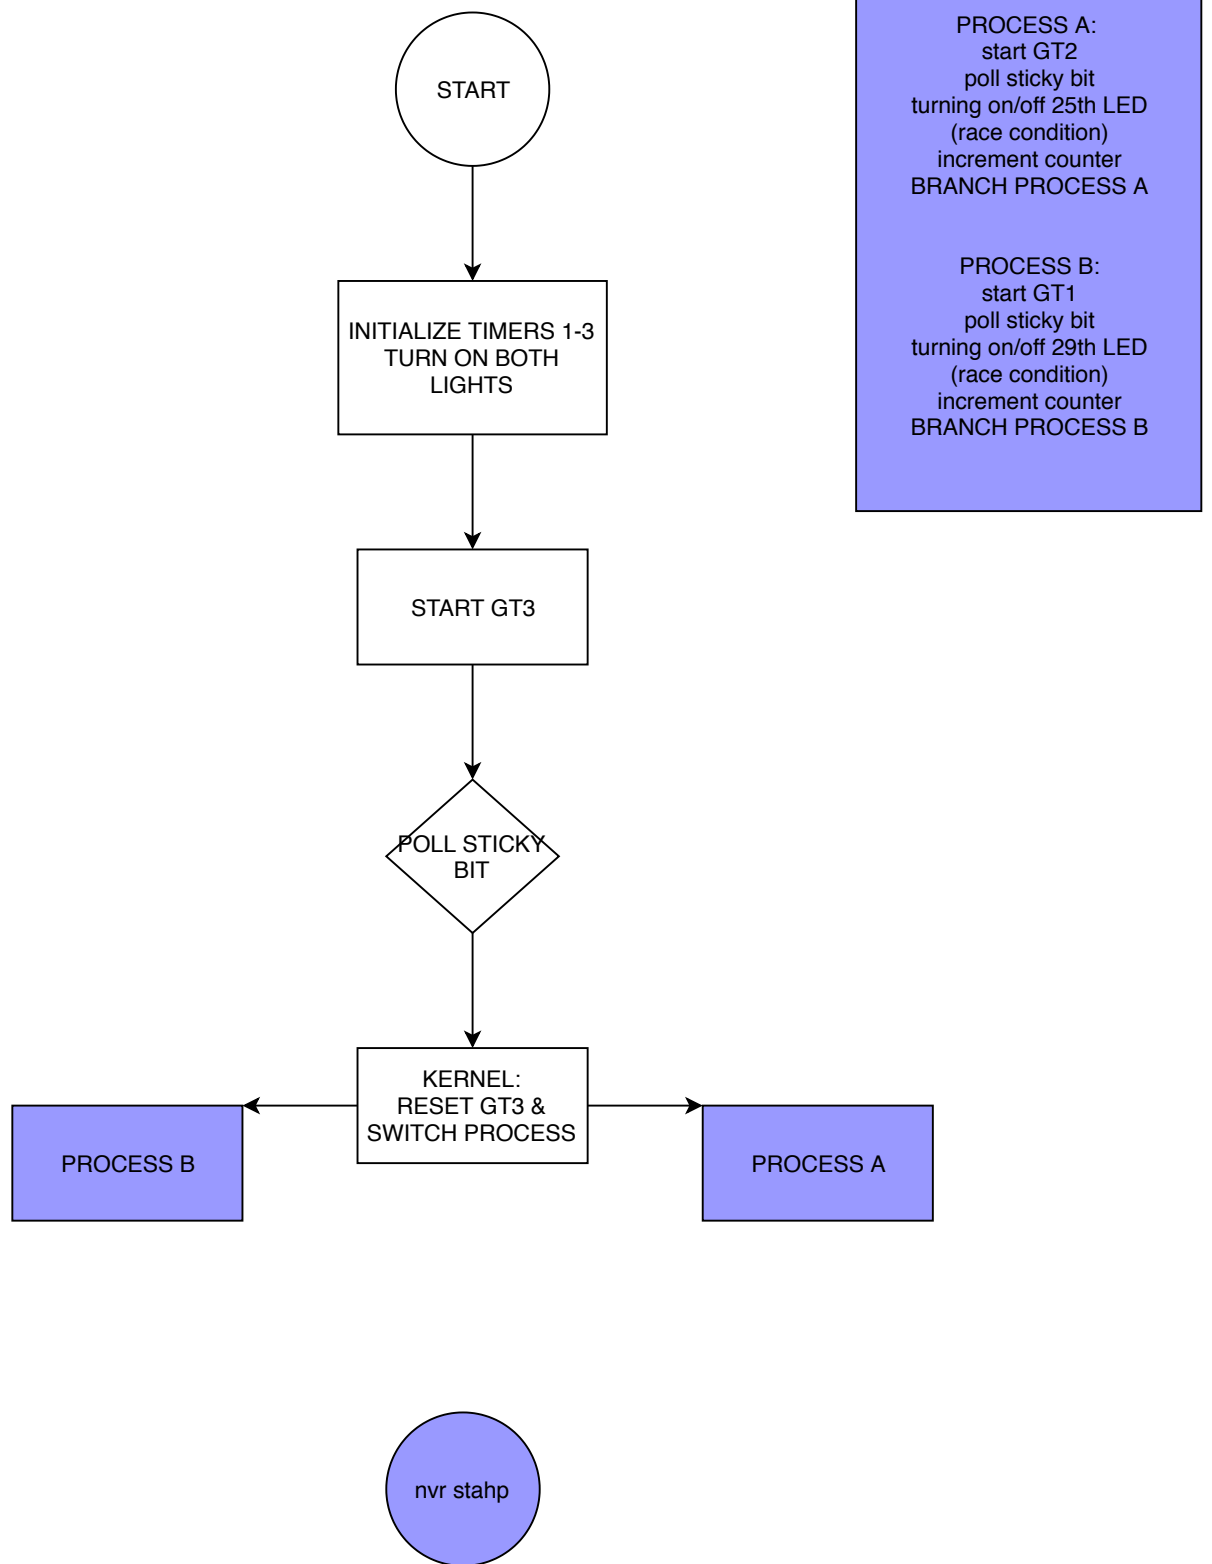 START
INITIALIZE TIMERS 1-3
TURN ON BOTH
LIGHTS
START GT3
POLL STICKY
BIT
KERNEL:
RESET GT3 &
SWITCH PROCESS
PROCESS B
PROCESS A
nvr stahp
PROCESS A:
start GT2
poll sticky bit
turning on/off 25th LED
(race condition)
increment counter
BRANCH PROCESS A
PROCESS B:
start GT1
poll sticky bit
turning on/off 29th LED
(race condition)
increment counter
BRANCH PROCESS B